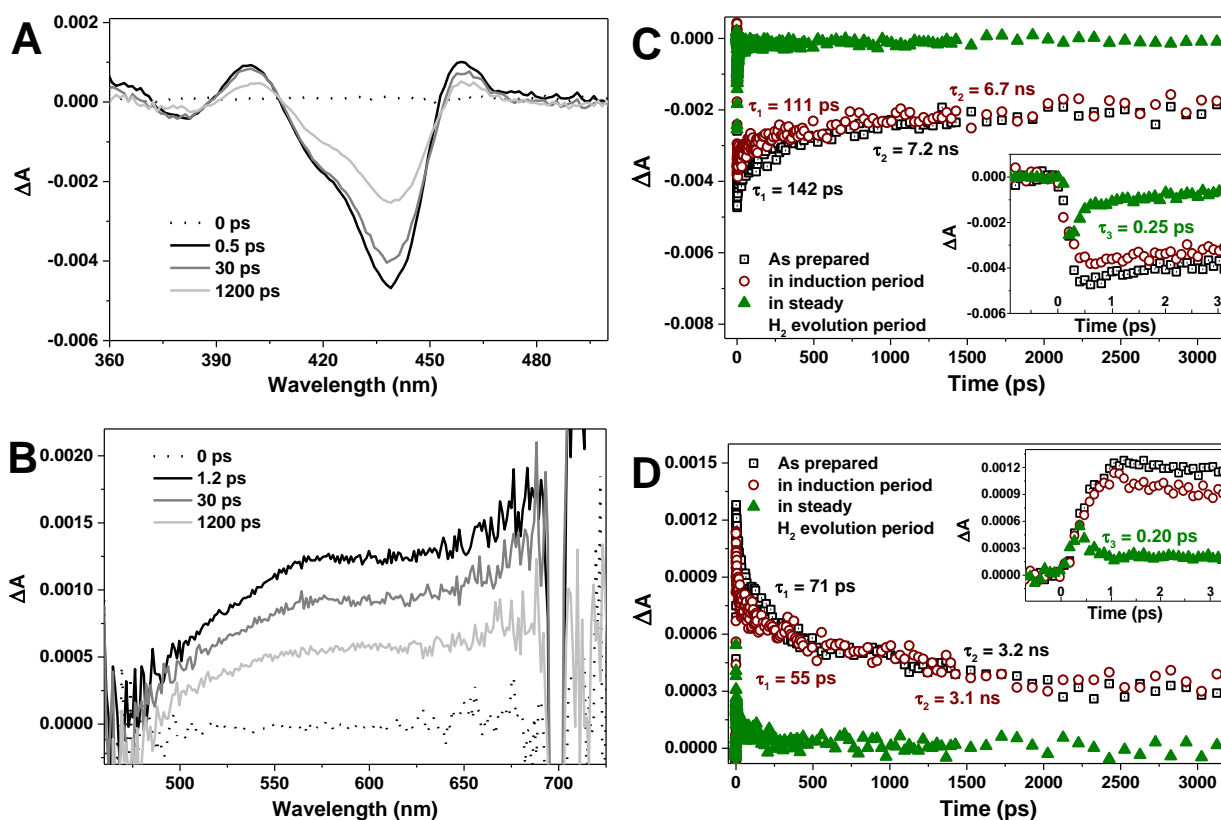 A
0.002
0.000
-0.002
-0.004
-0.006
ΔA
0 ps
0.5 ps
30 ps
1200 ps
360 390 420 450 480
Wavelength (nm)
B
0.0020
0.0015
0.0010
0.0005
0.0000
ΔA
0 ps
1.2 ps
30 ps
1200 ps
500 550 600 650 700
Wavelength (nm)
C
0.000
-0.002
-0.004
-0.006
-0.008
ΔA
τ1 = 111 ps
τ2 = 6.7 ns
τ2 = 7.2 ns
τ1 = 142 ps
As prepared
in induction period
in steady
H2 evolution period
0.000
-0.002
-0.004
-0.006
ΔA
τ3 = 0.25 ps
0 1 2 3
Time (ps)
0 500 1000 1500 2000 2500 3000
Time (ps)
D
0.0015
0.0012
0.0009
0.0006
0.0003
0.0000
ΔA
As prepared
in induction period
in steady
H2 evolution period
τ1 = 71 ps
τ2 = 3.2 ns
τ1 = 55 ps
τ2 = 3.1 ns
0.0012
0.0009
0.0006
0.0003
0.0000
ΔA
τ3 = 0.20 ps
0 1 2 3
Time (ps)
0 500 1000 1500 2000 2500 3000
Time (ps)